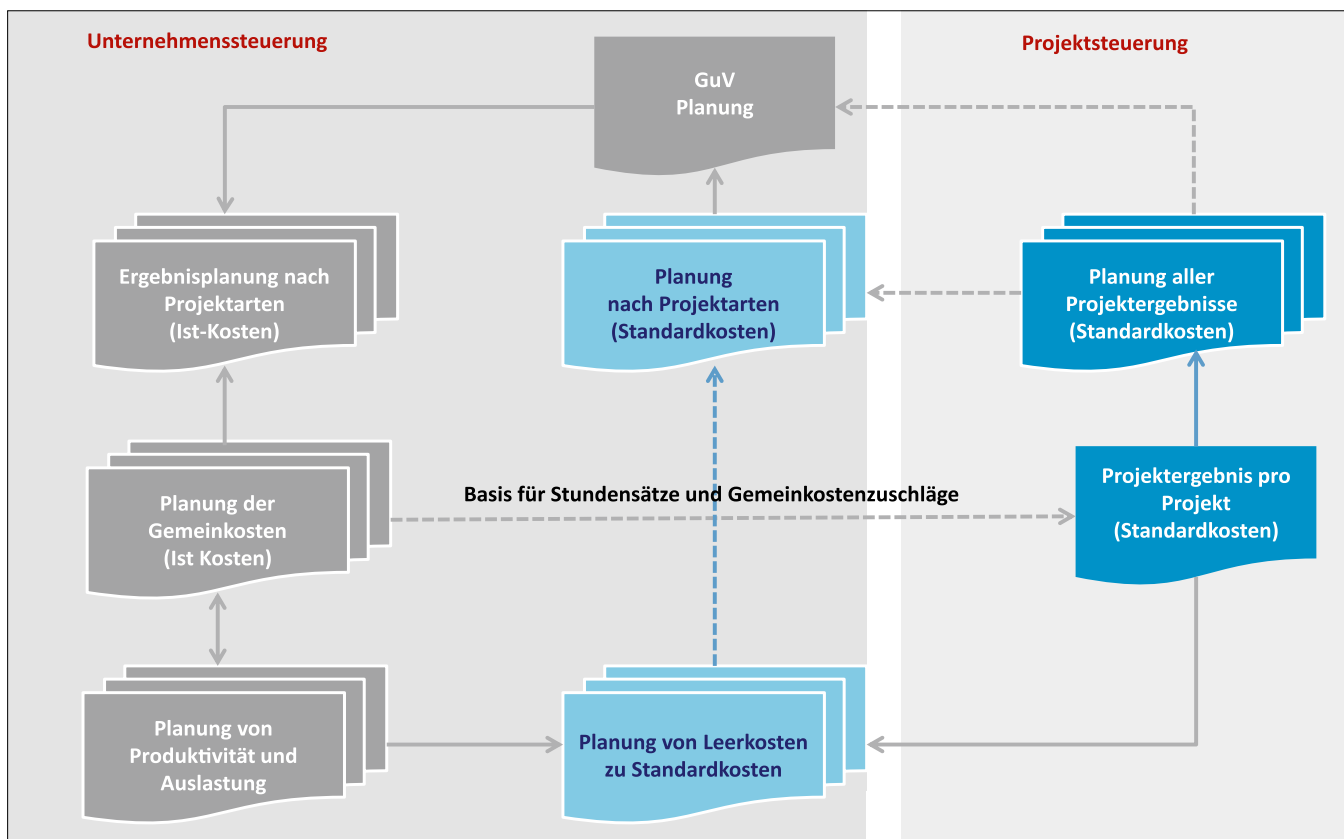 Unternehmenssteuerung
Projektsteuerung
GuV
Planung
Ergebnisplanung nach
Projektarten
(Ist-Kosten)
Planung
nach Projektarten
(Standardkosten)
Planung aller
Projektergebnisse
(Standardkosten)
Planung der
Gemeinkosten
(Ist Kosten)
Basis für Stundensätze und Gemeinkostenzuschläge
Projektergebnis pro
Projekt
(Standardkosten)
Planung von
Produktivität und
Auslastung
Planung von Leerkosten
zu Standardkosten